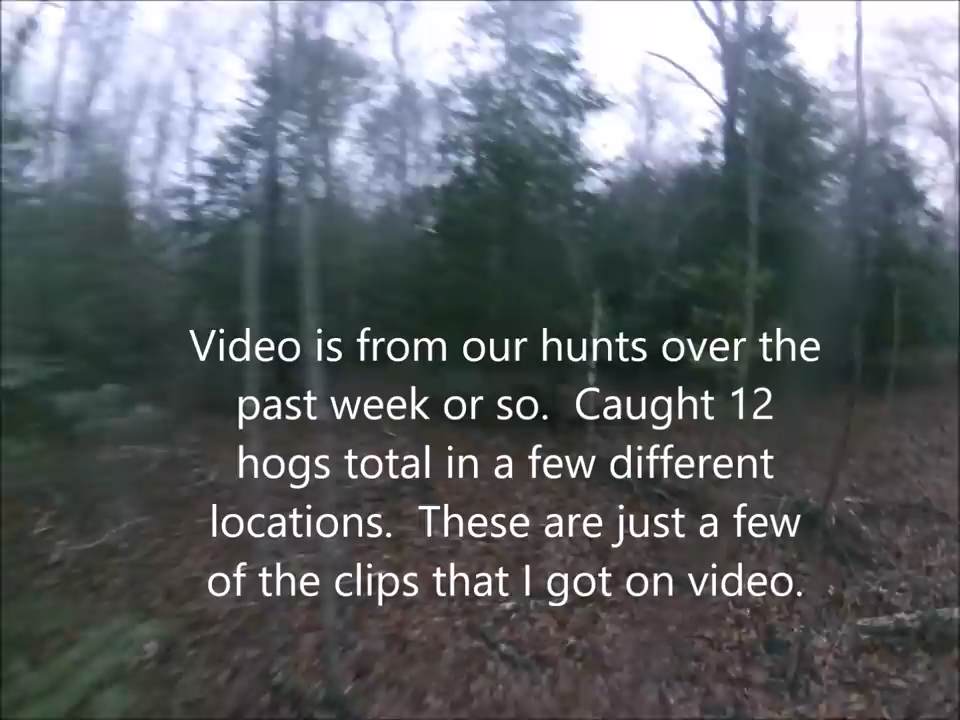 Video is from our hunts over the
past week or so.  Caught 12
hogs total in a few different
locations.  These are just a few
of the clips that I got on video.